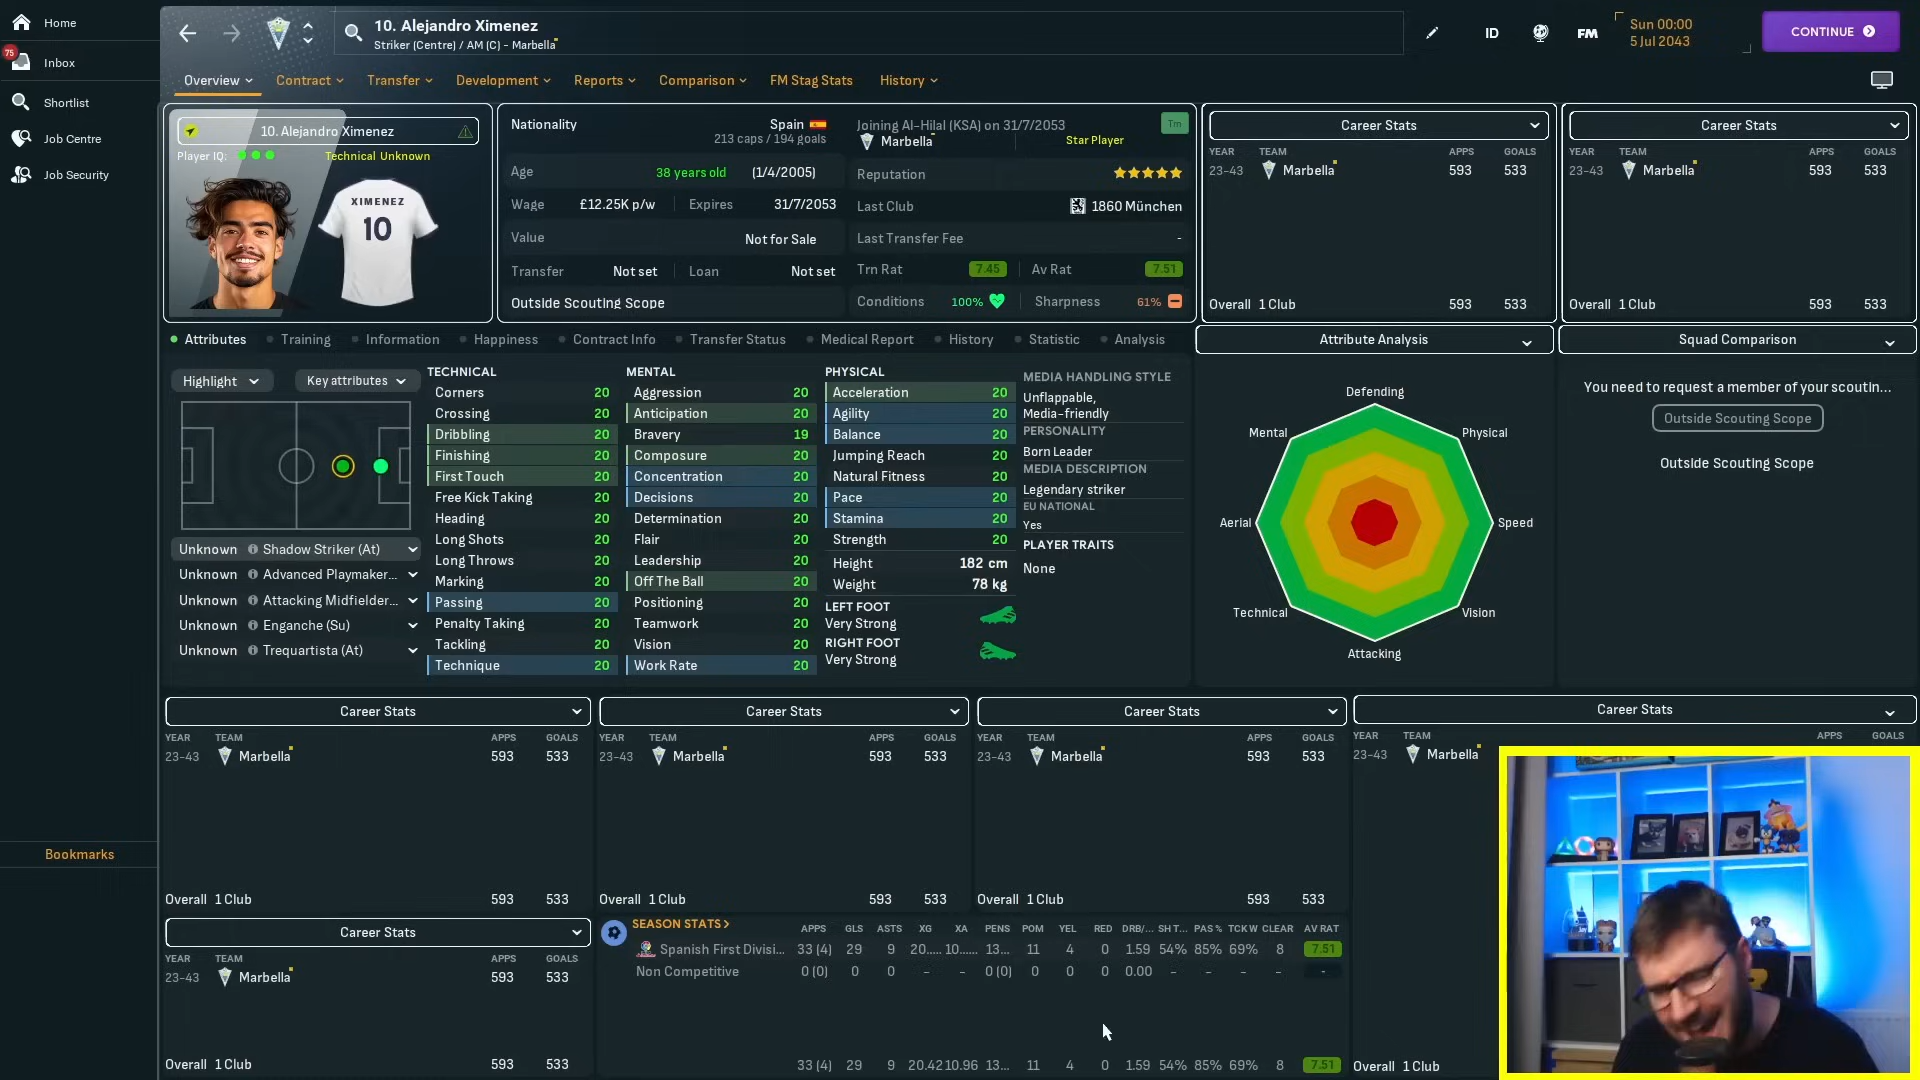 Home
75
Inbox
Shortlist
Job Centre
Job Security
Bookmarks
10. Alejandro Ximenez
Striker (Centre) / AM (C) - Marbella
ID
FM
Sun 00:00
5 Jul 2043
CONTINUE
Overview
Contract
Transfer
Development
Reports
Comparison
FM Stag Stats
History
10. Alejandro Ximenez
Player IQ:
Technical Unknown
XIMENEZ
10
Nationality Spain
213 caps / 194 goals
Age 38 years old (1/4/2005)
Wage £12.25K p/w Expires 31/7/2053
Value Not for Sale
Transfer Not set Loan Not set
Outside Scouting Scope
Joining Al-Hilal (KSA) on 31/7/2053
Trn
Marbella Star Player
Reputation
Last Club 1860 München
Last Transfer Fee -
Trn Rat 7.45 Av Rat 7.51
Conditions 100% Sharpness 61%
Career Stats
YEAR TEAM APPS GOALS
23-43 Marbella 593 533
Overall 1 Club 593 533
Career Stats
YEAR TEAM APPS GOALS
23-43 Marbella 593 533
Overall 1 Club 593 533
Attributes
Training
Information
Happiness
Contract Info
Transfer Status
Medical Report
History
Statistic
Analysis
Highlight
Key attributes
Unknown Shadow Striker (At)
Unknown Advanced Playmaker...
Unknown Attacking Midfielder...
Unknown Enganche (Su)
Unknown Trequartista (At)
TECHNICAL
Corners 20
Crossing 20
Dribbling 20
Finishing 20
First Touch 20
Free Kick Taking 20
Heading 20
Long Shots 20
Long Throws 20
Marking 20
Passing 20
Penalty Taking 20
Tackling 20
Technique 20
MENTAL
Aggression 20
Anticipation 20
Bravery 19
Composure 20
Concentration 20
Decisions 20
Determination 20
Flair 20
Leadership 20
Off The Ball 20
Positioning 20
Teamwork 20
Vision 20
Work Rate 20
PHYSICAL
Acceleration 20
Agility 20
Balance 20
Jumping Reach 20
Natural Fitness 20
Pace 20
Stamina 20
Strength 20
Height 182 cm
Weight 78 kg
LEFT FOOT
Very Strong
RIGHT FOOT
Very Strong
MEDIA HANDLING STYLE
Unflappable,
Media-friendly
PERSONALITY
Born Leader
MEDIA DESCRIPTION
Legendary striker
EU NATIONAL
Yes
PLAYER TRAITS
None
Attribute Analysis
Defending
Mental Physical
Aerial Speed
Technical Vision
Attacking
Squad Comparison
You need to request a member of your scoutin...
Outside Scouting Scope
Outside Scouting Scope
Career Stats
YEAR TEAM APPS GOALS
23-43 Marbella 593 533
Overall 1 Club 593 533
Career Stats
YEAR TEAM APPS GOALS
23-43 Marbella 593 533
Overall 1 Club 593 533
Career Stats
YEAR TEAM APPS GOALS
23-43 Marbella 593 533
Overall 1 Club 593 533
Career Stats
YEAR TEAM APPS GOALS
23-43 Marbella
Overall 1 Club
Career Stats
YEAR TEAM APPS GOALS
23-43 Marbella 593 533
Overall 1 Club 593 533
SEASON STATS > APPS GLS ASTS XG XA PENS POM YEL RED DRB/... SH T... PAS % TCK W CLEAR AV RAT
Spanish First Divisi... 33 (4) 29 9 20.... 10..... 13... 11 4 0 1.59 54% 85% 69% 8 7.51
Non Competitive 0 (0) 0 0 - - 0 (0) 0 0 0 0.00 - - - - -
33 (4) 29 9 20.42 10.96 13... 11 4 0 1.59 54% 85% 69% 8 7.51